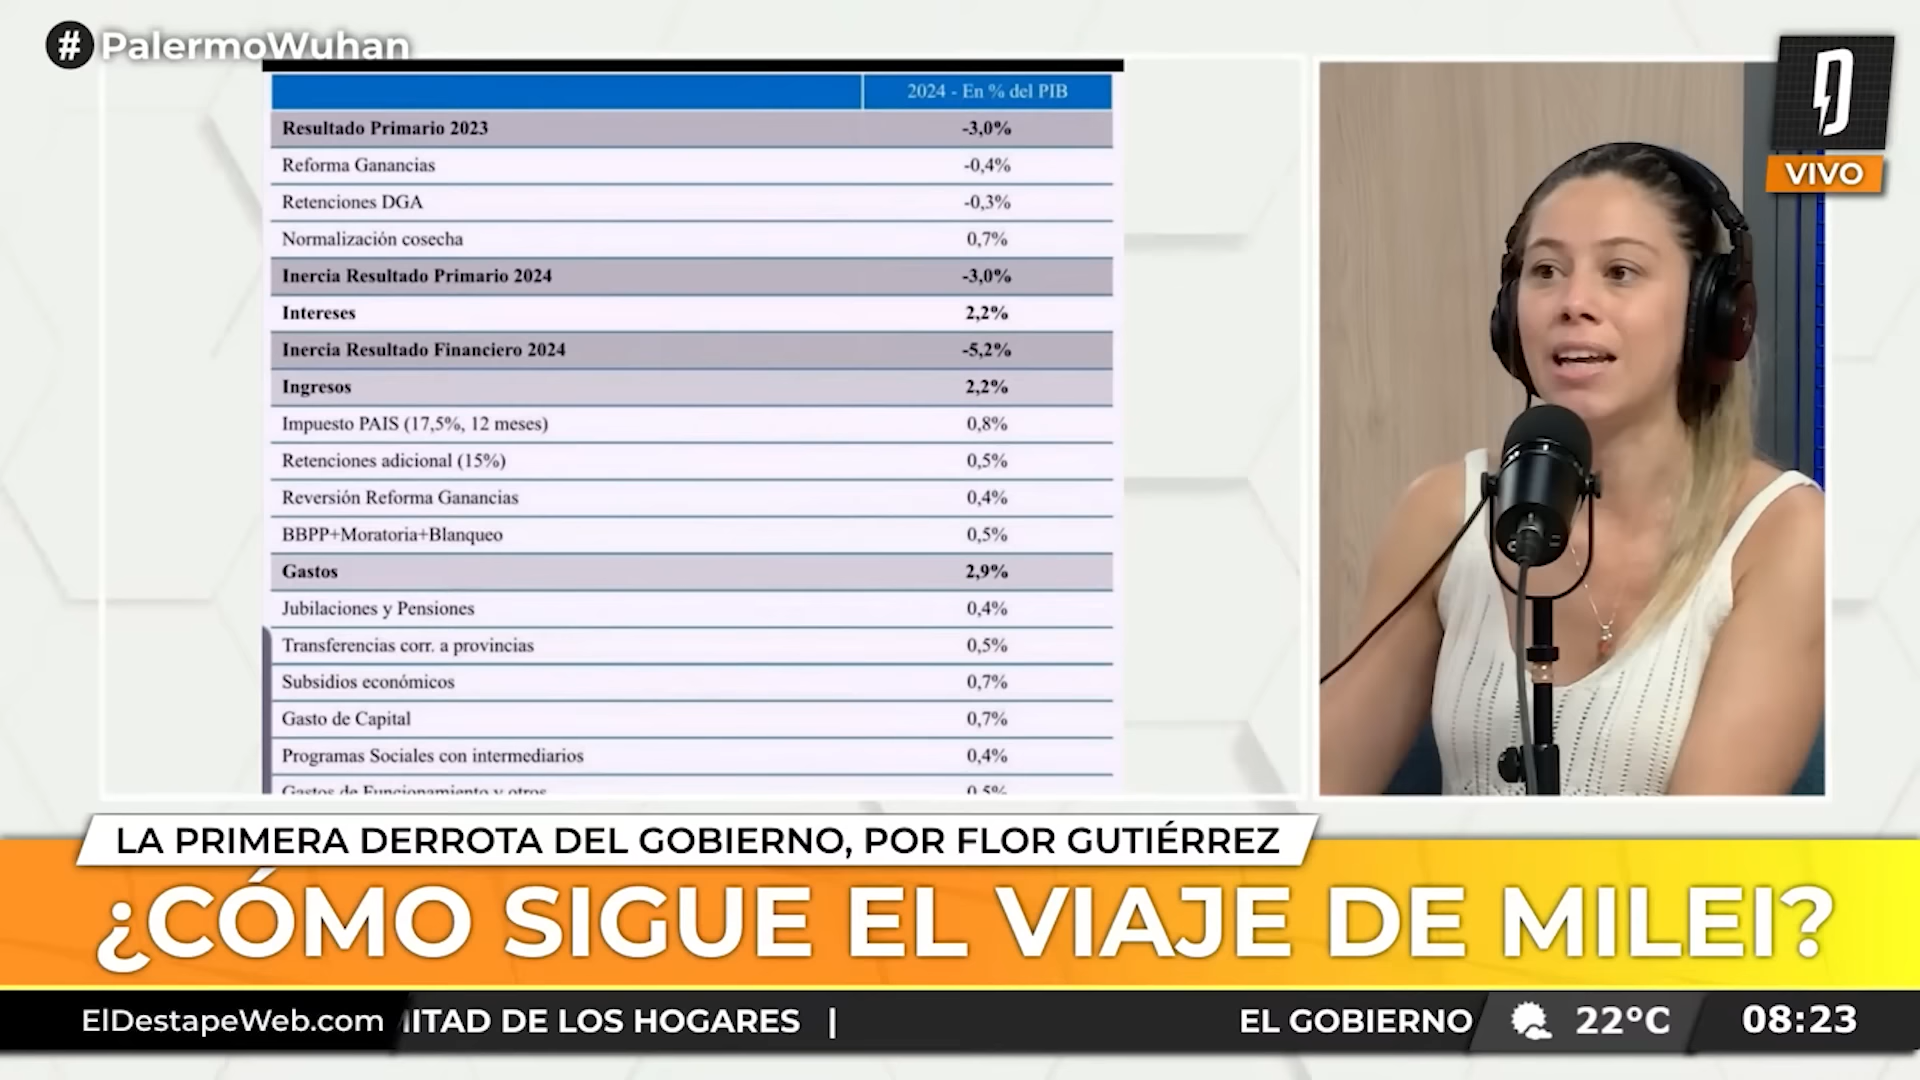 # PalermoWuhan
2024 - En % del PIB
Resultado Primario 2023 -3,0%
Reforma Ganancias -0,4%
Retenciones DGA -0,3%
Normalización cosecha 0,7%
Inercia Resultado Primario 2024 -3,0%
Intereses 2,2%
Inercia Resultado Financiero 2024 -5,2%
Ingresos 2,2%
Impuesto PAIS (17,5%, 12 meses) 0,8%
Retenciones adicional (15%) 0,5%
Reversión Reforma Ganancias 0,4%
BBPP+Moratoria+Blanqueo 0,5%
Gastos 2,9%
Jubilaciones y Pensiones 0,4%
Transferencias corr. a provincias 0,5%
Subsidios económicos 0,7%
Gasto de Capital 0,7%
Programas Sociales con intermediarios 0,4%
Gastos de Funcionamiento y otros 0,5%
VIVO
LA PRIMERA DERROTA DEL GOBIERNO, POR FLOR GUTIÉRREZ
¿CÓMO SIGUE EL VIAJE DE MILEI?
ElDestapeWeb.com ITAD DE LOS HOGARES | EL GOBIERNO 22°C 08:23